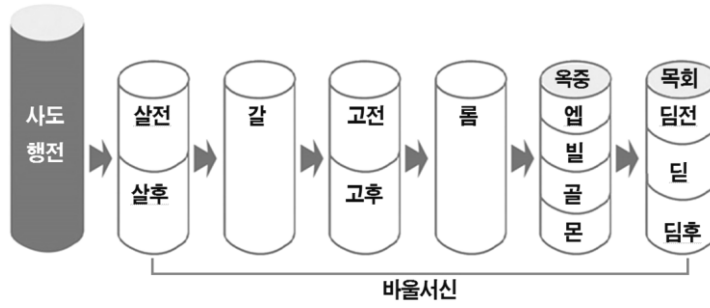 사도
행전
살전
살후
갈
고전
고후
롬
옥중
엡
빌
골
몬
목회
딤전
딛
딤후
바울서신